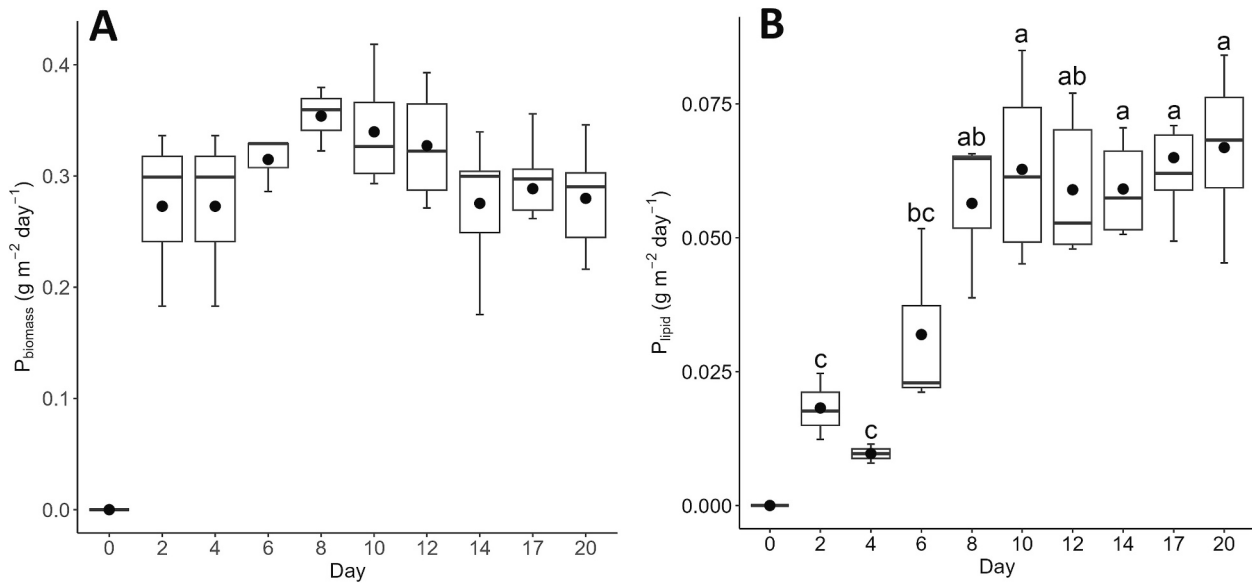 A
P biomass (g m⁻² day⁻¹)
0.4
0.3
0.2
0.1
0.0
0 2 4 6 8 10 12 14 17 20
Day
B
P lipid (g m⁻² day⁻¹)
0.075
0.050
0.025
0.000
c c bc ab a ab a a a
0 2 4 6 8 10 12 14 17 20
Day